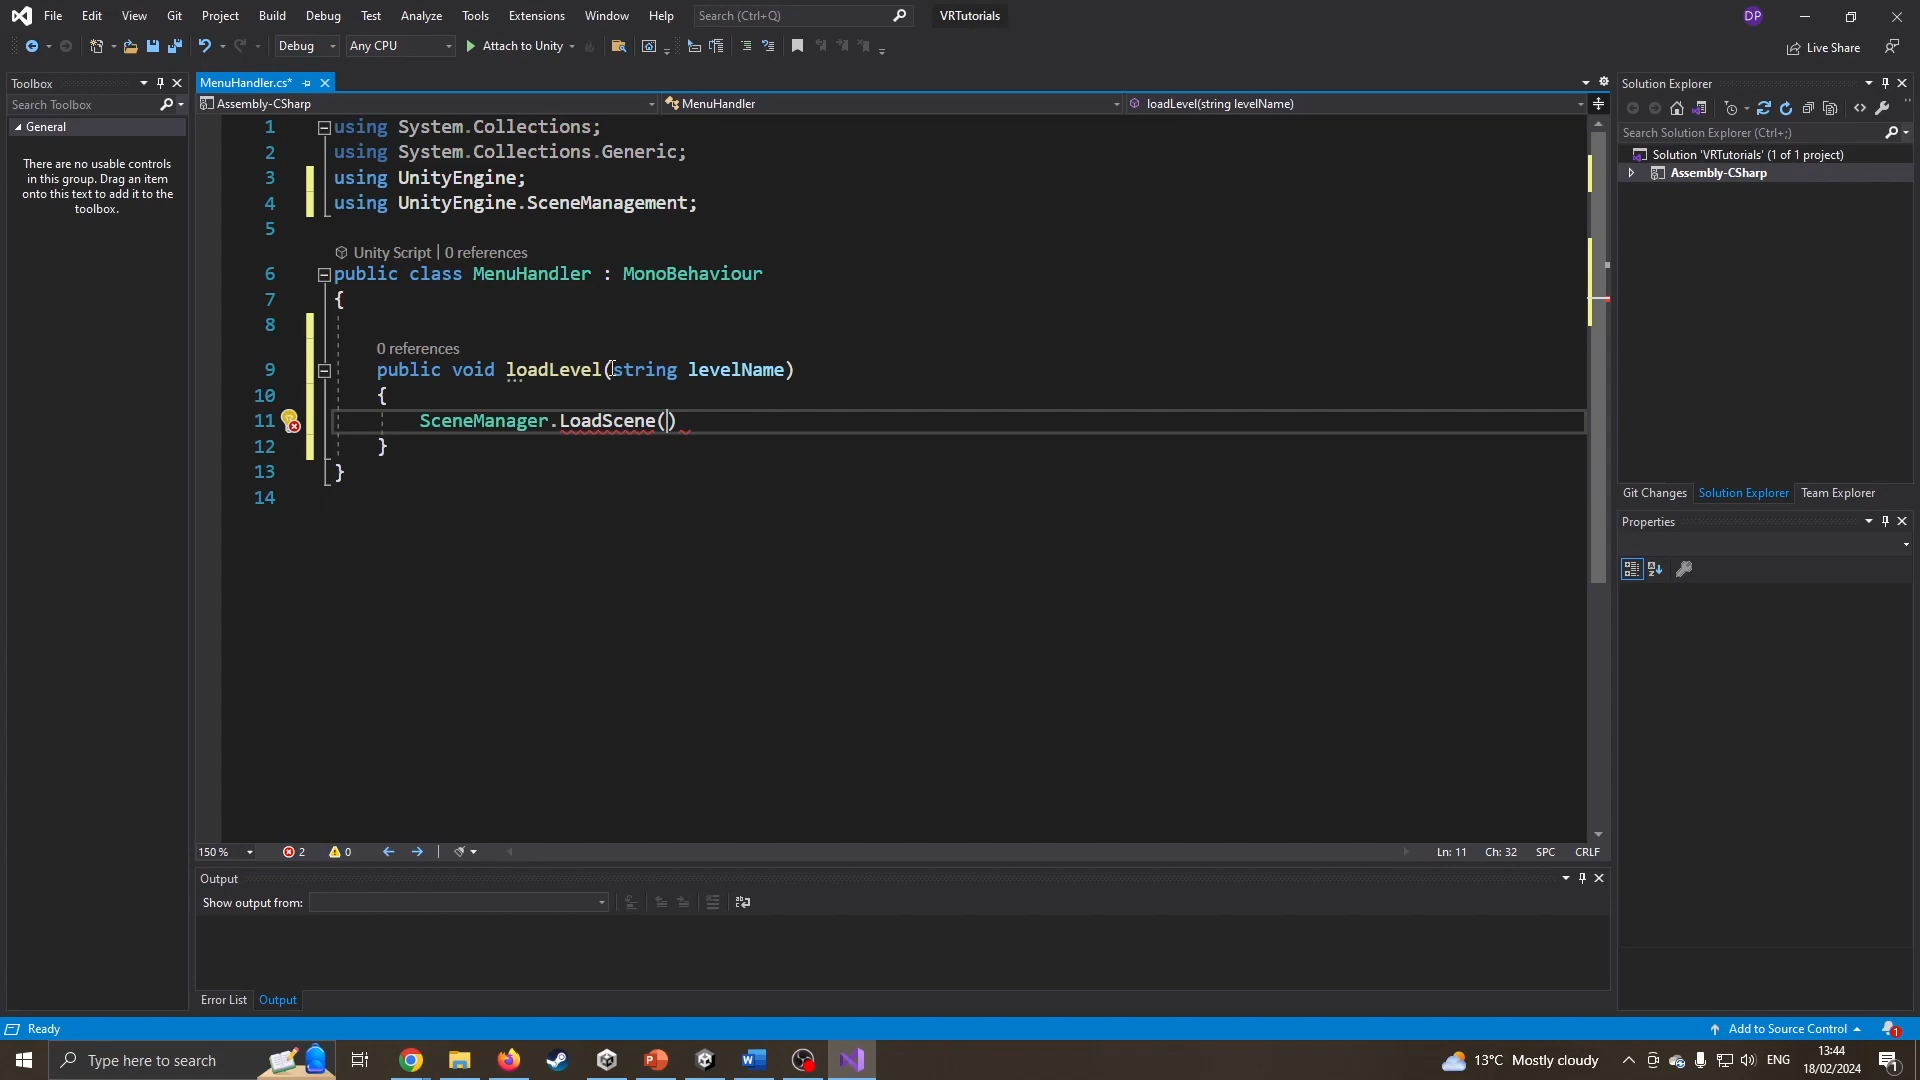 File Edit View Git Project Build Debug Test Analyze Tools Extensions Window Help Search (Ctrl+Q) VRTutorials DP
Debug Any CPU Attach to Unity Live Share
Toolbox
Search Toolbox
General
There are no usable controls
in this group. Drag an item
onto this text to add it to the
toolbox.
MenuHandler.cs*
Assembly-CSharp MenuHandler loadLevel(string levelName)
1 using System.Collections;
2 using System.Collections.Generic;
3 using UnityEngine;
4 using UnityEngine.SceneManagement;
5
Unity Script | 0 references
6 public class MenuHandler : MonoBehaviour
7 {
8
0 references
9 public void loadLevel(string levelName)
10 {
11 SceneManager.LoadScene()
12 }
13 }
14
150 % 2 0 Ln: 11 Ch: 32 SPC CRLF
Output
Show output from:
Error List Output
Solution Explorer
Search Solution Explorer (Ctrl+;)
Solution 'VRTutorials' (1 of 1 project)
Assembly-CSharp
Git Changes Solution Explorer Team Explorer
Properties
Ready Add to Source Control 1
Type here to search 13°C Mostly cloudy ENG 13:44
18/02/2024 1